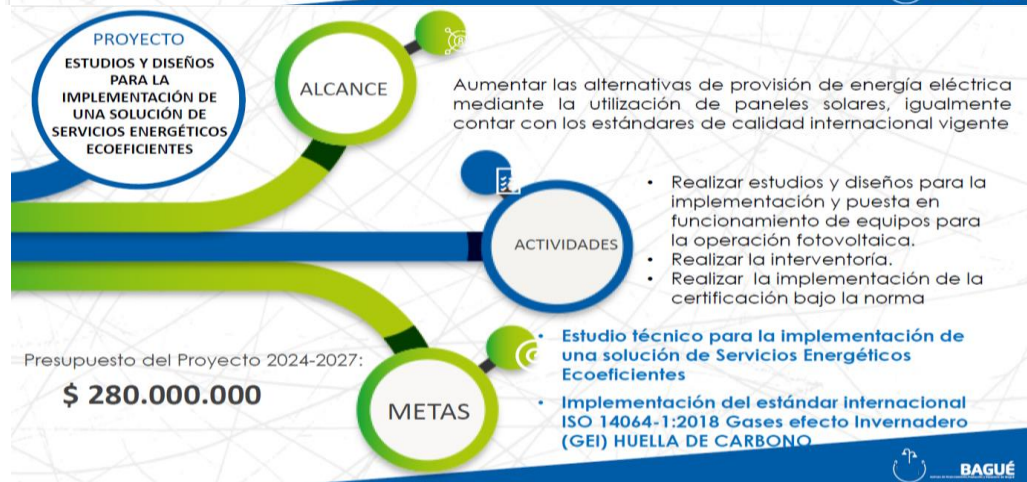 PROYECTO
ESTUDIOS Y DISEÑOS
PARA LA
IMPLEMENTACIÓN DE
UNA SOLUCIÓN DE
SERVICIOS ENERGÉTICOS
ECOEFICIENTES
ALCANCE
Aumentar las alternativas de provisión de energía eléctrica
mediante la utilización de paneles solares, igualmente
contar con los estándares de calidad internacional vigente
ACTIVIDADES
• Realizar estudios y diseños para la
implementación y puesta en
funcionamiento de equipos para
la operación fotovoltaica.
• Realizar la interventoría.
• Realizar la implementación de la
certificación bajo la norma
Presupuesto del Proyecto 2024-2027:
$ 280.000.000
METAS
• Estudio técnico para la implementación de
una solución de Servicios Energéticos
Ecoeficientes
• Implementación del estándar internacional
ISO 14064-1:2018 Gases efecto Invernadero
(GEI) HUELLA DE CARBONO
BAGUÉ